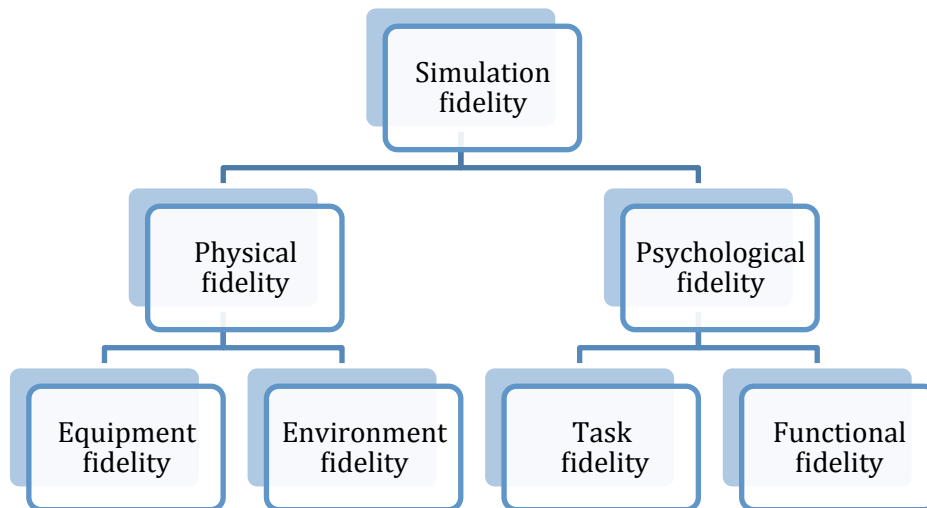 Simulation
fidelity
Physical
fidelity
Psychological
fidelity
Equipment
fidelity
Environment
fidelity
Task
fidelity
Functional
fidelity